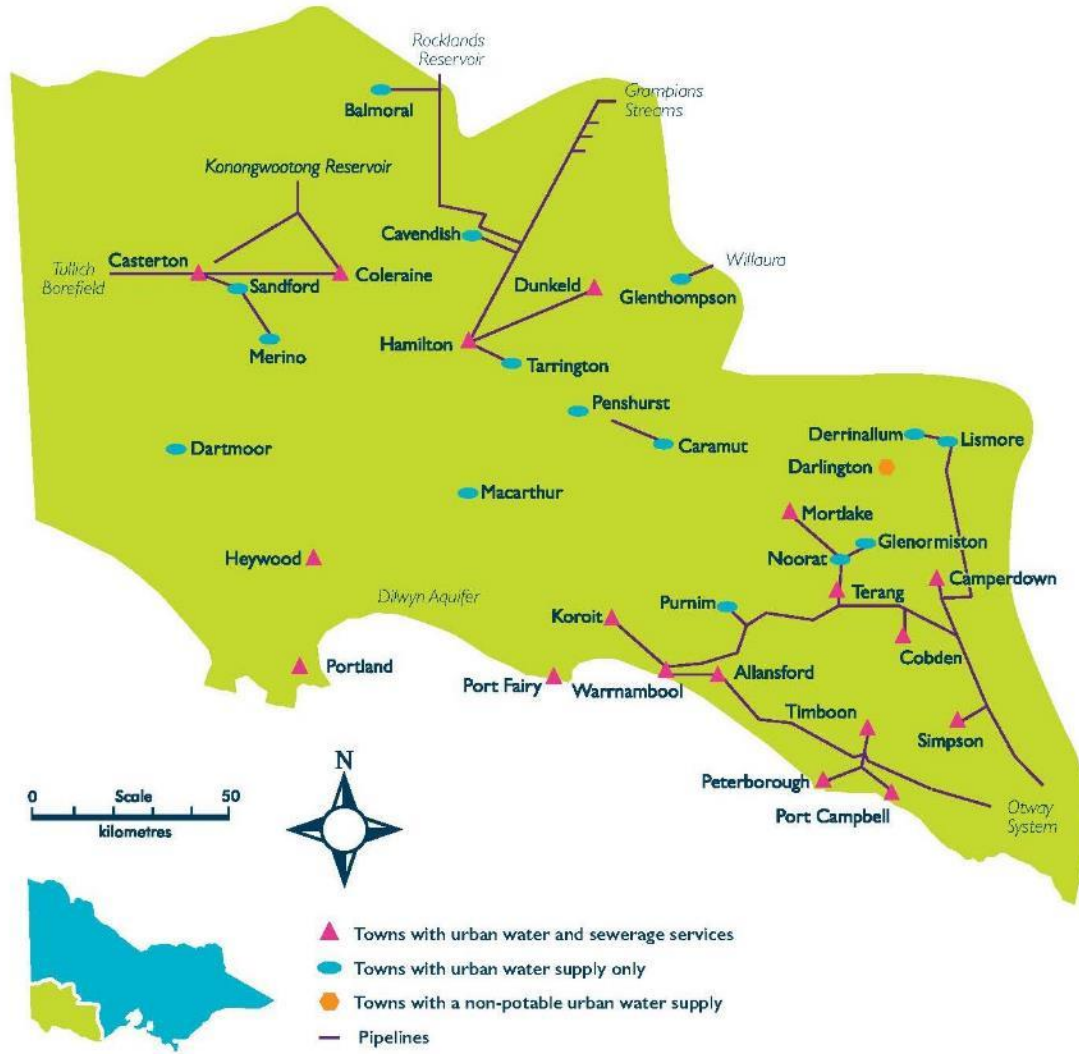 Rocklands
Reservoir
Grampians
Streams
Balmoral
Konongwootong Reservoir
Cavendish
Casterton
Tullich
Borefield
Sandford
Coleraine
Dunkeld
Willaura
Glenthompson
Merino
Hamilton
Tarrington
Penshurst
Caramut
Derrinallum
Lismore
Dartmoor
Darlington
Macarthur
Mortlake
Glenormiston
Heywood
Noorat
Camperdown
Dilwyn Aquifer
Koroit
Purnim
Terang
Cobden
Portland
Port Fairy
Warrnambool
Allansford
Timboon
Simpson
Peterborough
Port Campbell
Otway
System
N
0 Scale 50
kilometres
Towns with urban water and sewerage services
Towns with urban water supply only
Towns with a non-potable urban water supply
Pipelines